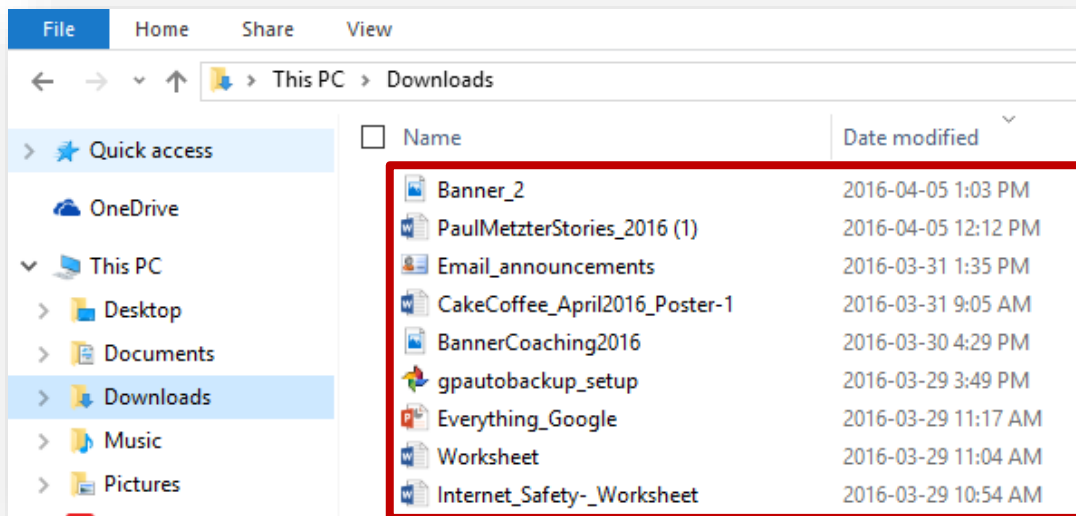 File Home Share View
This PC > Downloads
Name Date modified
Quick access
OneDrive
This PC
Desktop
Documents
Downloads
Music
Pictures
Banner_2 2016-04-05 1:03 PM
PaulMetzterStories_2016 (1) 2016-04-05 12:12 PM
Email_announcements 2016-03-31 1:35 PM
CakeCoffee_April2016_Poster-1 2016-03-31 9:05 AM
BannerCoaching2016 2016-03-30 4:29 PM
gpautobackup_setup 2016-03-29 3:49 PM
Everything_Google 2016-03-29 11:17 AM
Worksheet 2016-03-29 11:04 AM
Internet_Safety-_Worksheet 2016-03-29 10:54 AM